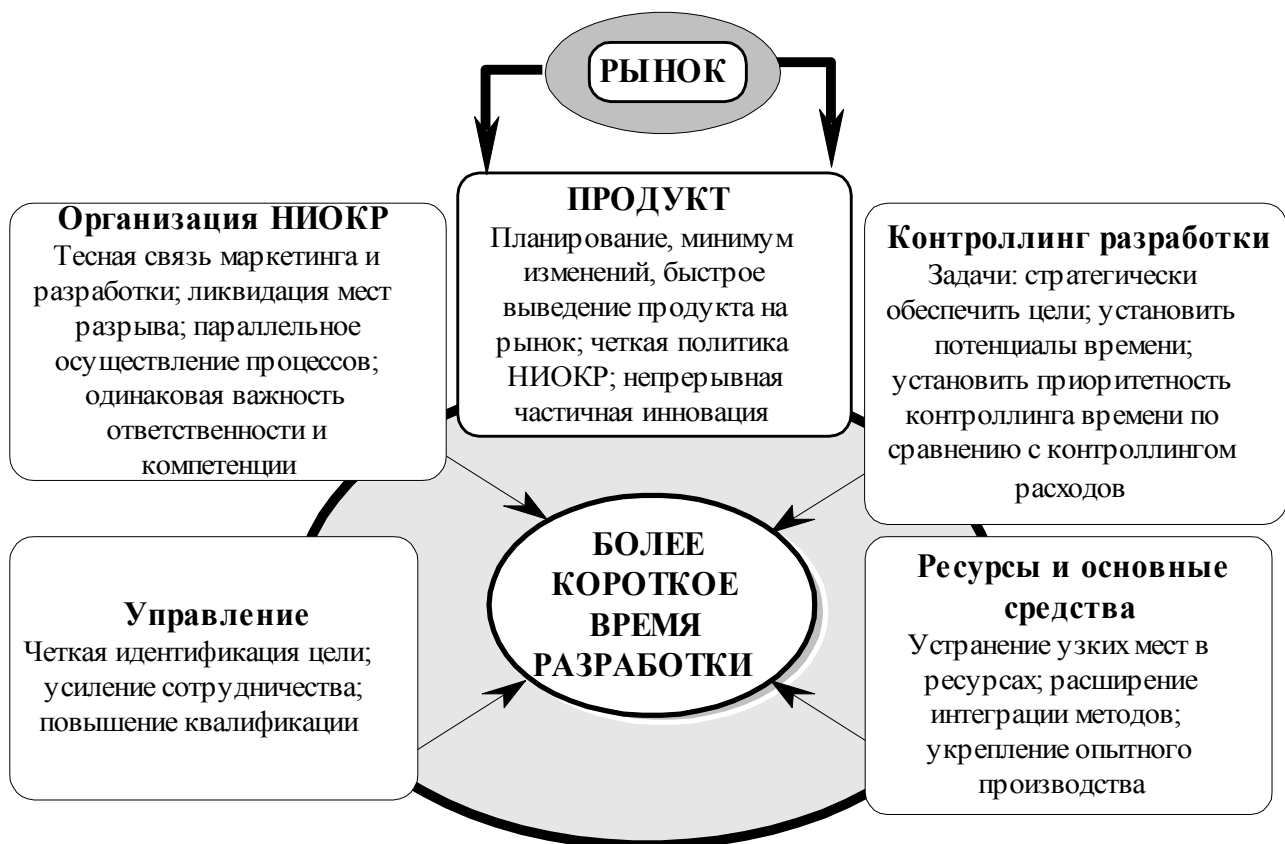 РЫНОК
ПРОДУКТ
Планирование, минимум
изменений, быстрое
выведение продукта на
рынок; четкая политика
НИОКР; непрерывная
частичная инновация
Организация НИОКР
Тесная связь маркетинга и
разработки; ликвидация мест
разрыва; параллельное
осуществление процессов;
одинаковая важность
ответственности и
компетенции
Контроллинг разработки
Задачи: стратегически
обеспечить цели; установить
потенциалы времени;
установить приоритетность
контроллинга времени по
сравнению с контроллингом
расходов
БОЛЕЕ
КОРОТКОЕ
ВРЕМЯ
РАЗРАБОТКИ
Управление
Четкая идентификация цели;
усиление сотрудничества;
повышение квалификации
Ресурсы и основные
средства
Устранение узких мест в
ресурсах; расширение
интеграции методов;
укрепление опытного
производства